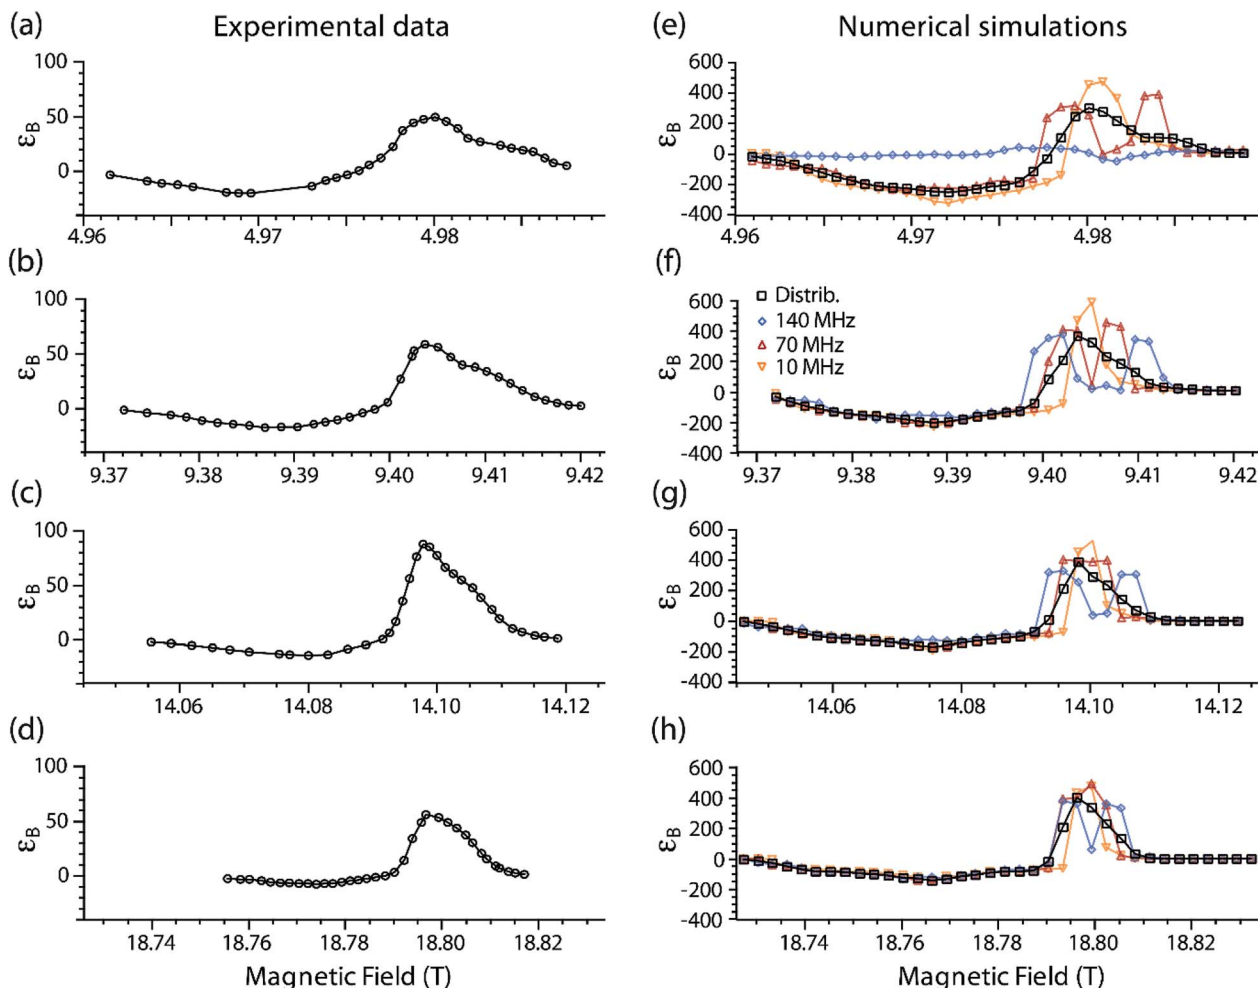 (a) Experimental data
100
50
0
εB
4.96 4.97 4.98
(b)
100
50
0
εB
9.37 9.38 9.39 9.40 9.41 9.42
(c)
100
50
0
εB
14.06 14.08 14.10 14.12
(d)
100
50
0
εB
18.74 18.76 18.78 18.80 18.82
Magnetic Field (T)
(e) Numerical simulations
600
400
200
0
-200
-400
εB
4.96 4.97 4.98
(f)
600
400
200
0
-200
-400
εB
Distrib.
140 MHz
70 MHz
10 MHz
9.37 9.38 9.39 9.40 9.41 9.42
(g)
600
400
200
0
-200
-400
εB
14.06 14.08 14.10 14.12
(h)
600
400
200
0
-200
-400
εB
18.74 18.76 18.78 18.80 18.82
Magnetic Field (T)